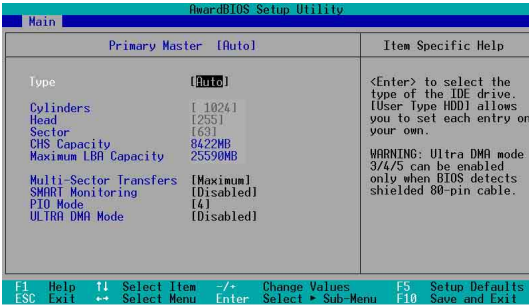 AwardBIOS Setup Utility
Main
Primary Master [Auto]
Item Specific Help
Type [Auto]
Cylinders [ 1024]
Head [255]
Sector [63]
CHS Capacity 8422MB
Maximum LBA Capacity 25590MB
Multi-Sector Transfers [Maximum]
SMART Monitoring [Disabled]
PIO Mode [4]
ULTRA DMA Mode [Disabled]
<Enter> to select the
type of the IDE drive.
[User Type HDD] allows
you to set each entry on
your own.
WARNING: Ultra DMA mode
3/4/5 can be enabled
only when BIOS detects
shielded 80-pin cable.
F1 Help ↑↓ Select Item -/+ Change Values F5 Setup Defaults
ESC Exit ←→ Select Menu Enter Select ► Sub-Menu F10 Save and Exit